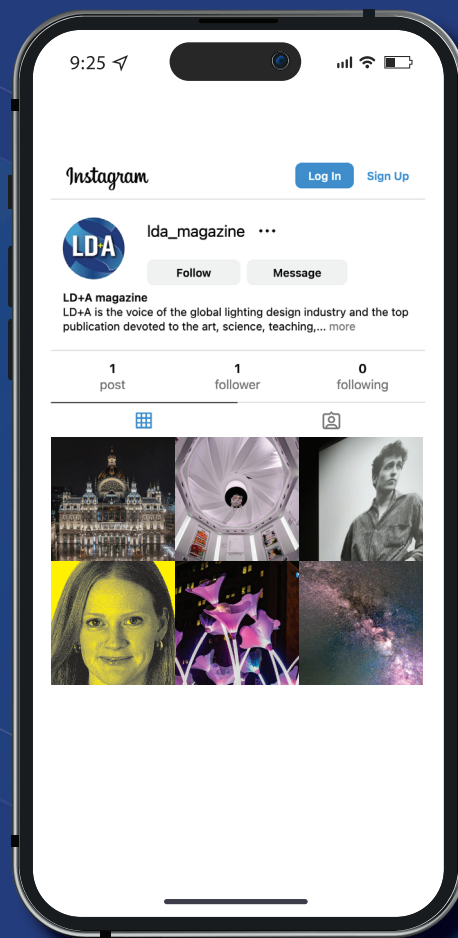 9:25
Instagram
Log In
Sign Up
LD+A
lda_magazine
Follow
Message
LD+A magazine
LD+A is the voice of the global lighting design industry and the top
publication devoted to the art, science, teaching,... more
1
post
1
follower
0
following